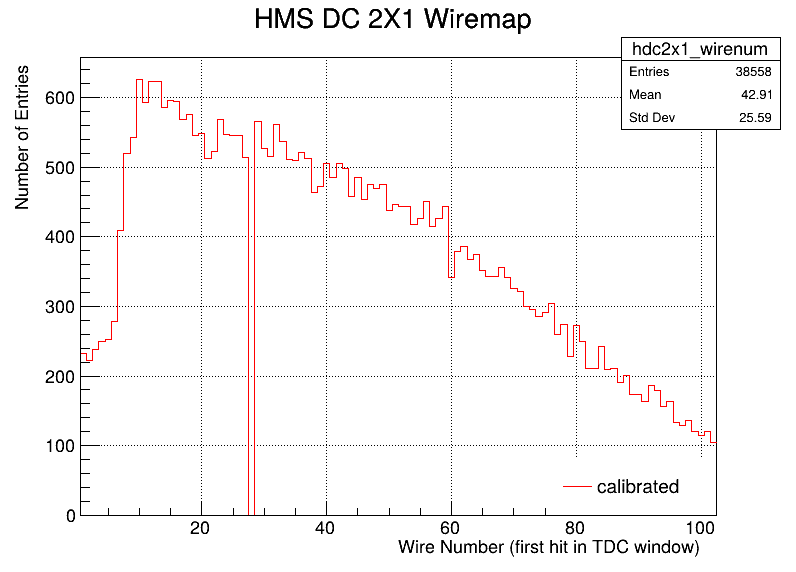 HMS DC 2X1 Wiremap
hdc2x1_wirenum
Entries 38558
Mean 42.91
Std Dev 25.59
Number of Entries
600
500
400
300
200
100
0
20 40 60 80 100
calibrated
Wire Number (first hit in TDC window)